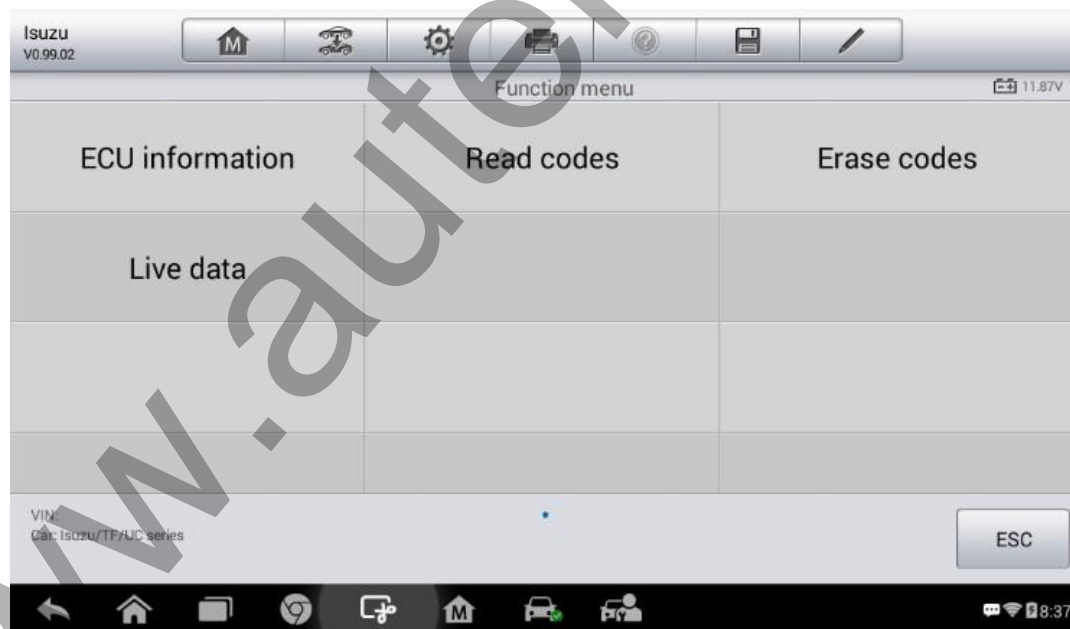 Isuzu
V0.99.02
M
Function menu
11.87V
ECU information
Read codes
Erase codes
Live data
VIN:
Car: Isuzu/TF/UC series
ESC
M
8:37
w.autel